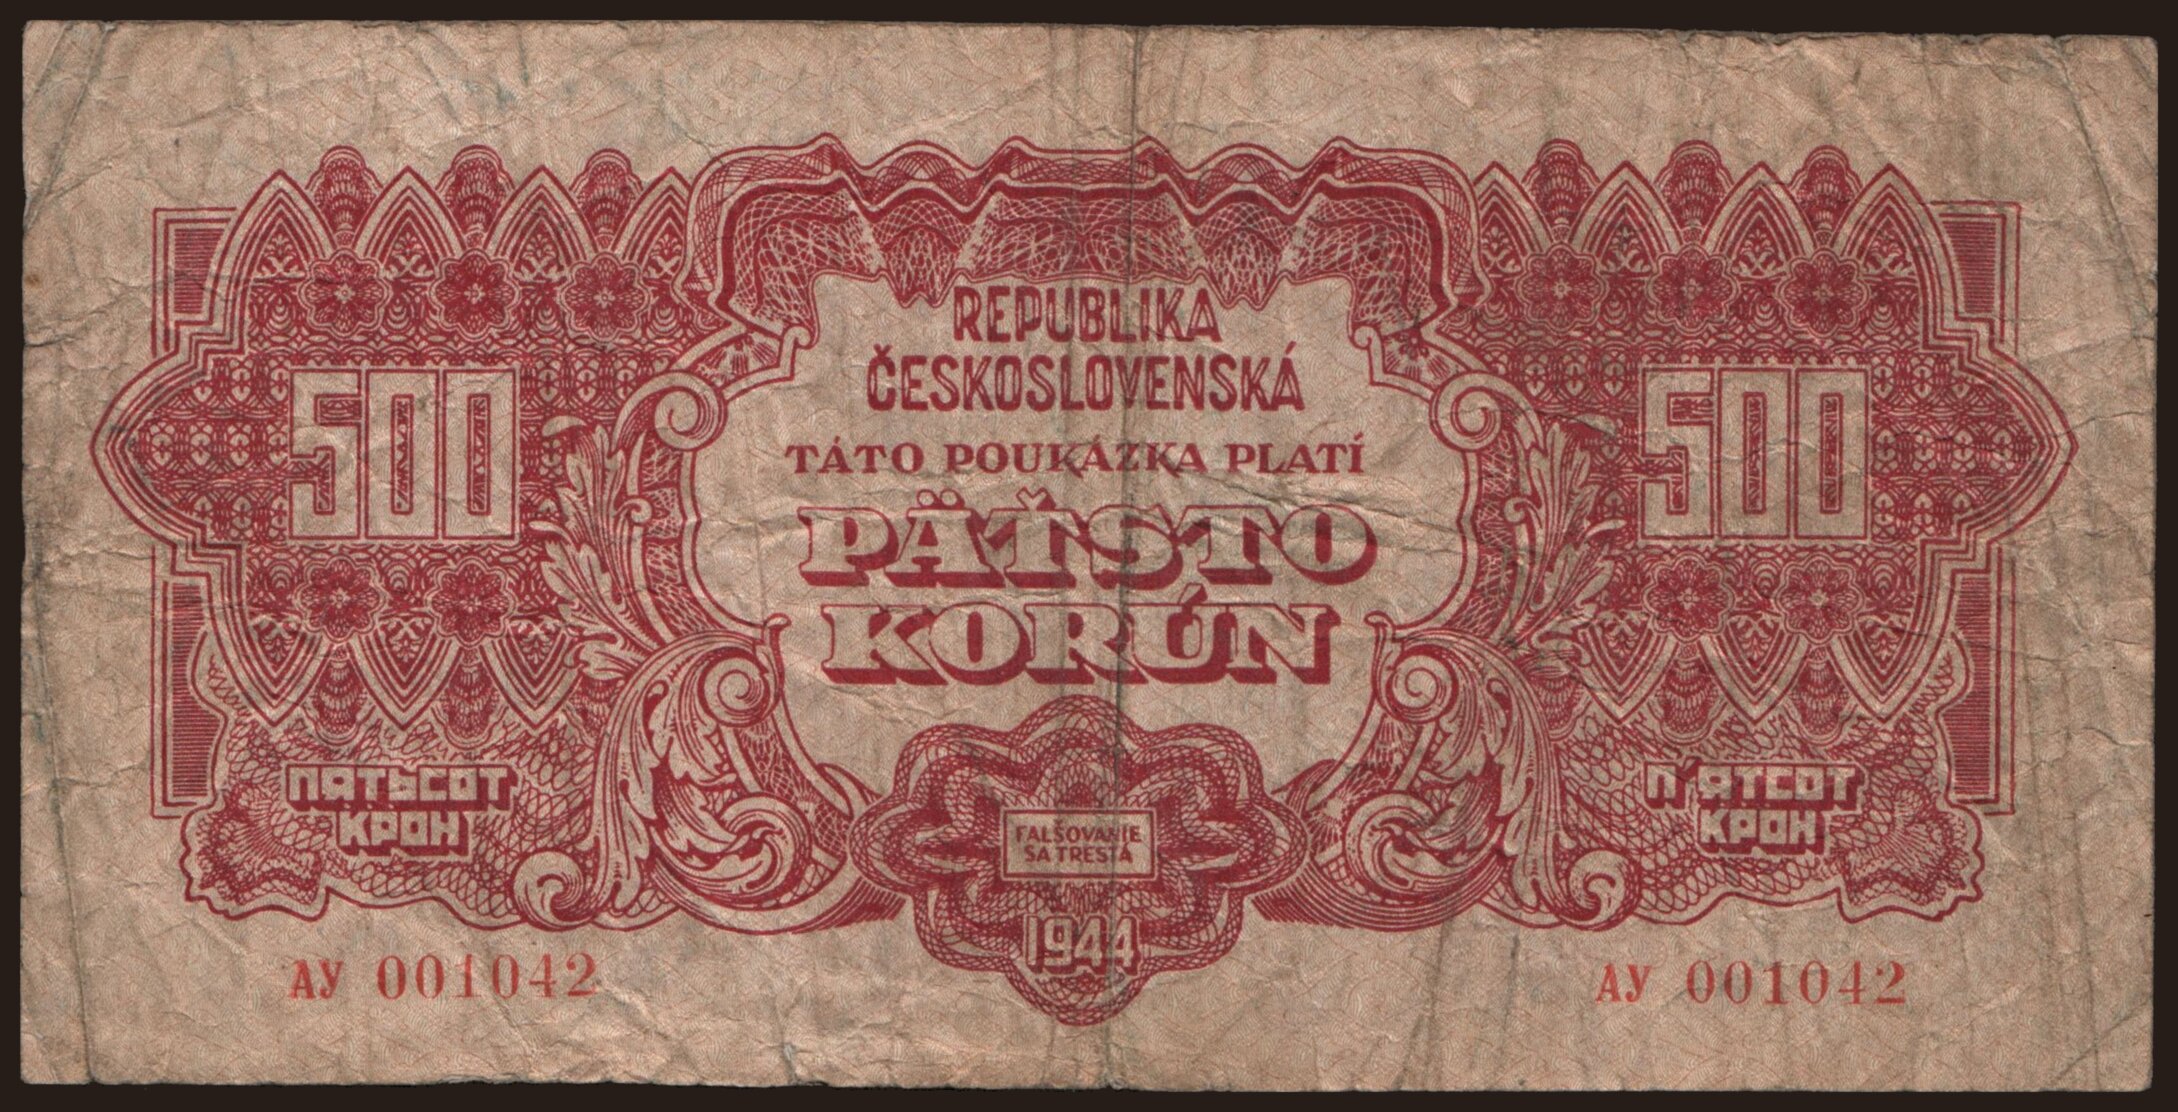 REPUBLIKA
ČESKOSLOVENSKÁ
TÁTO POUKÁZKA PLATÍ
500
500
PÄŤSTO
KORÚN
ПЯТЬСОТ
КРОН
П'ЯТСОТ
КРОН
FALŠOVANIE
SA TRESTÁ
1944
АУ 001042
АУ 001042